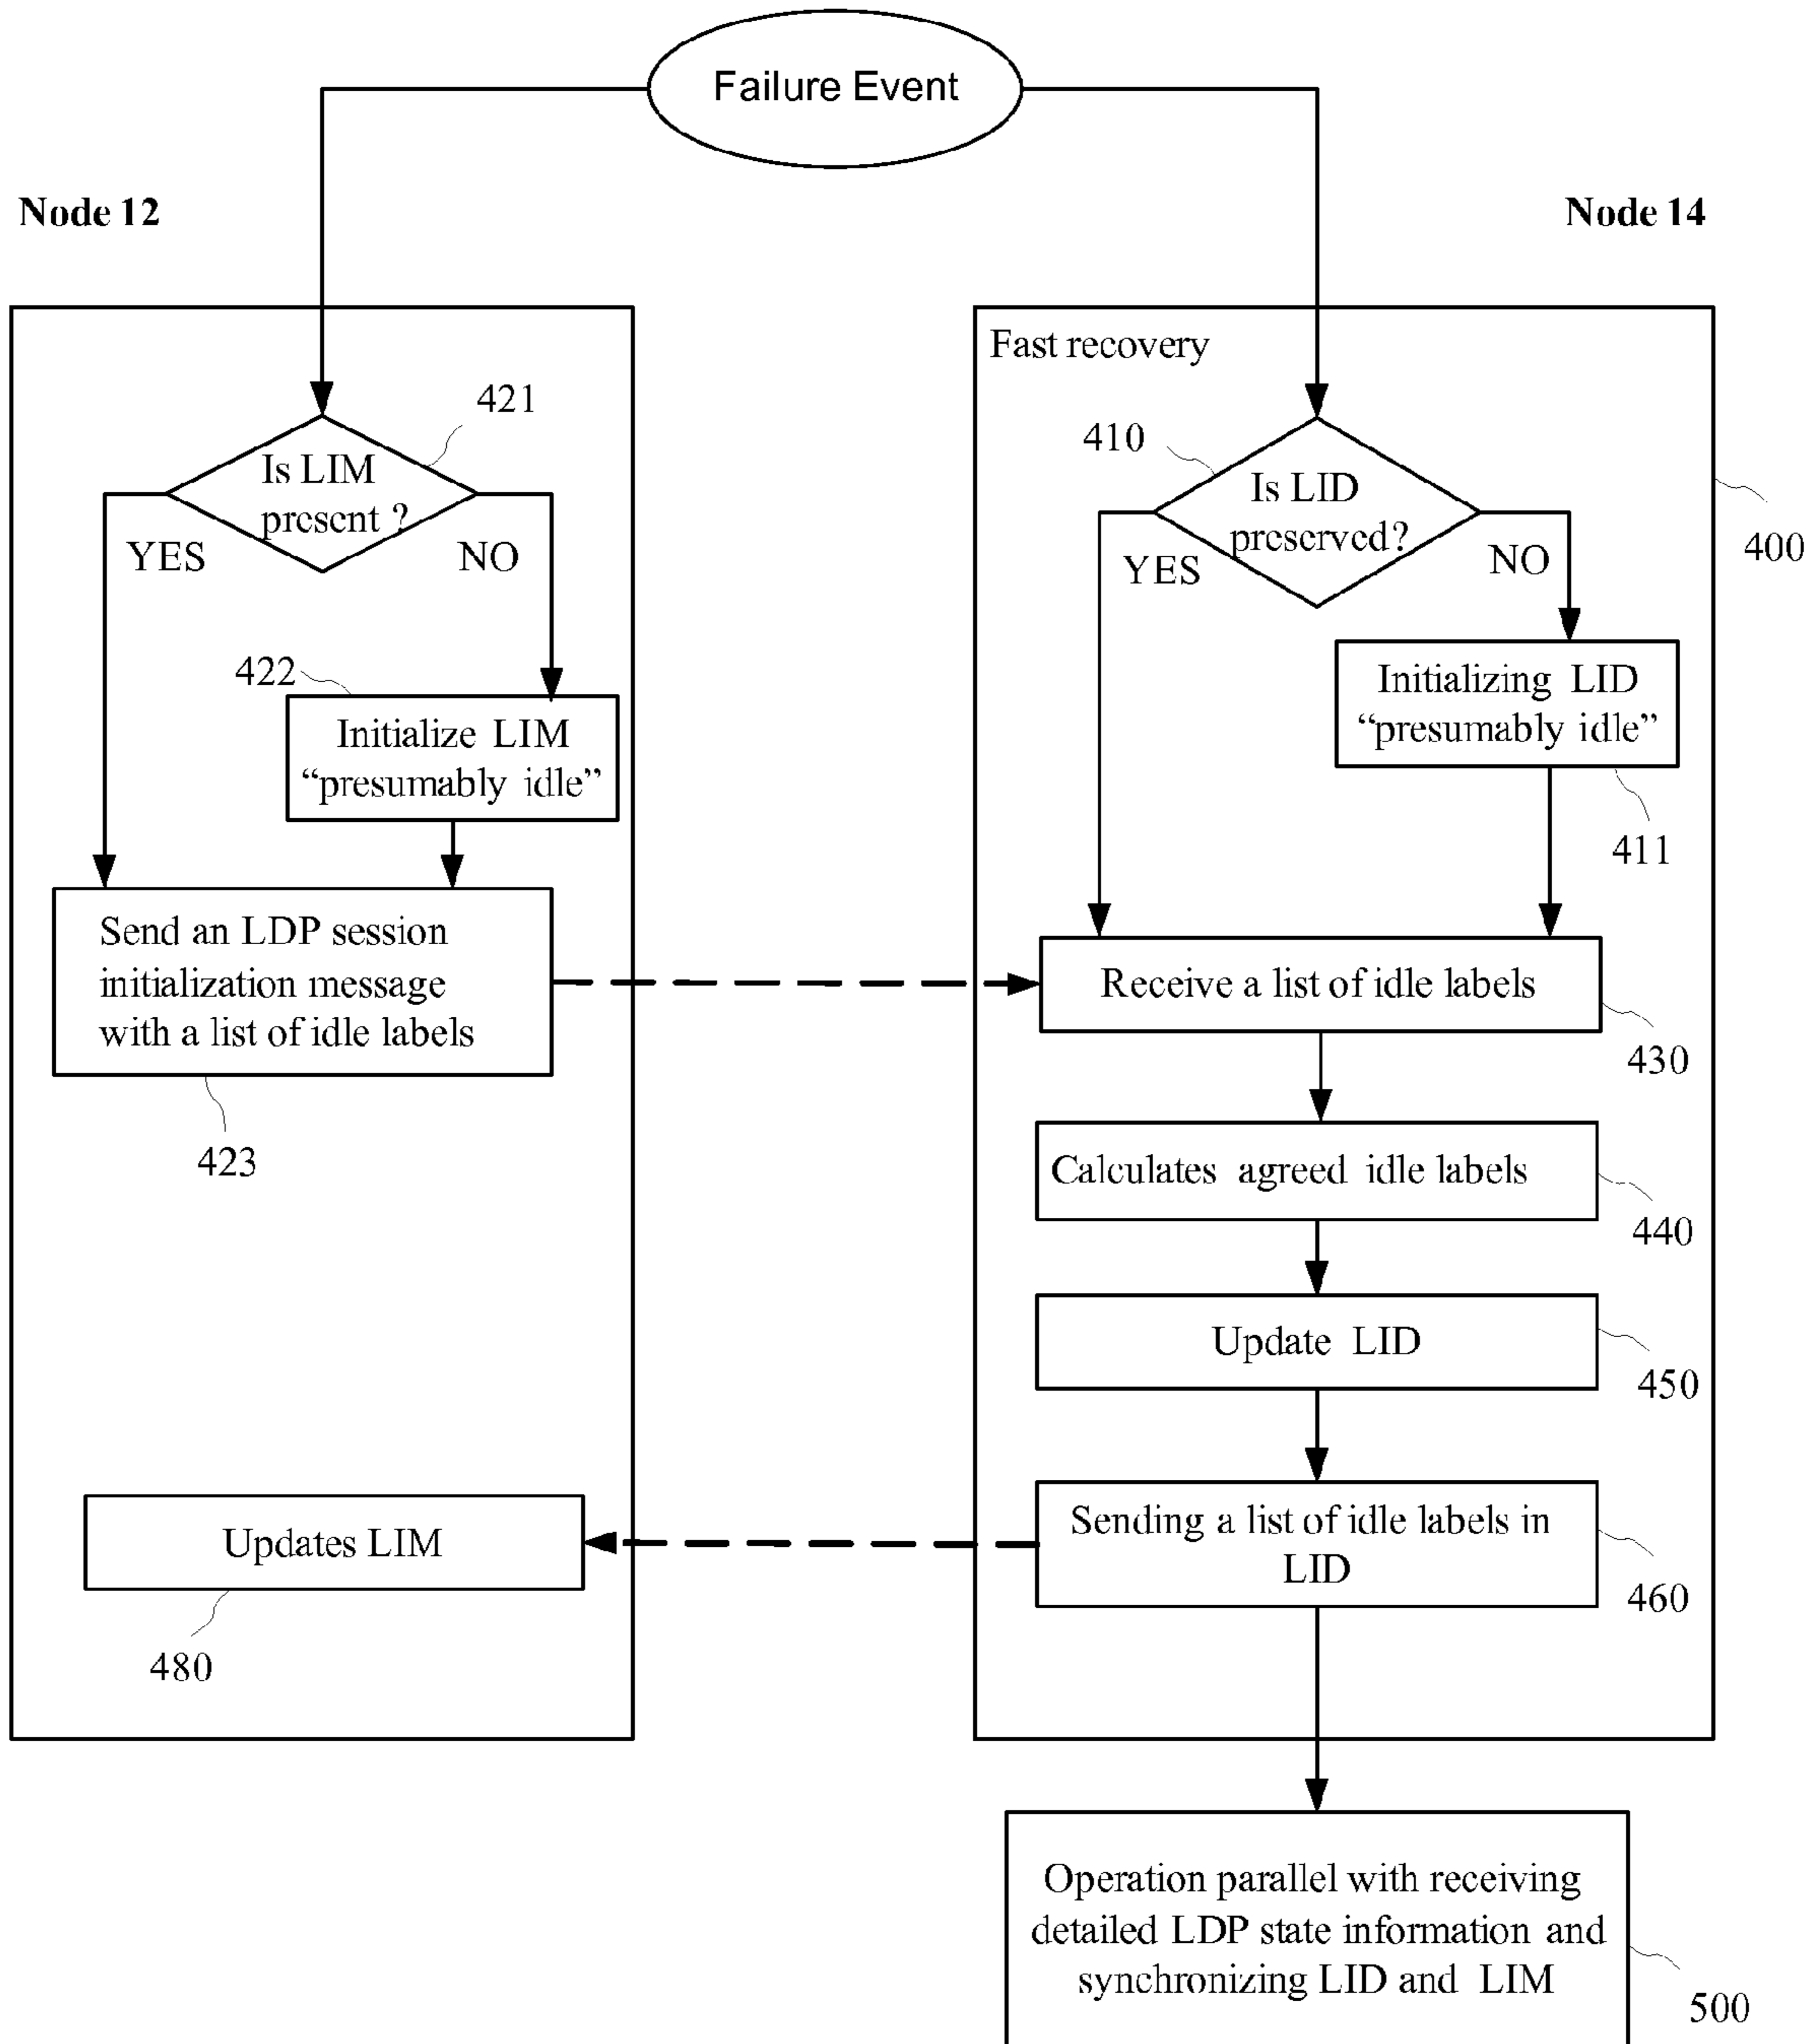 Failure Event
Node 12
Node 14
Fast recovery
421
Is LIM
present ?
YES
NO
410
Is LID
preserved?
YES
NO
400
422
Initialize LIM
“presumably idle”
Initializing LID
“presumably idle”
411
Send an LDP session
initialization message
with a list of idle labels
423
Receive a list of idle labels
430
Calculates agreed idle labels
440
Update LID
450
Updates LIM
480
Sending a list of idle labels in
LID
460
Operation parallel with receiving
detailed LDP state information and
synchronizing LID and LIM
500